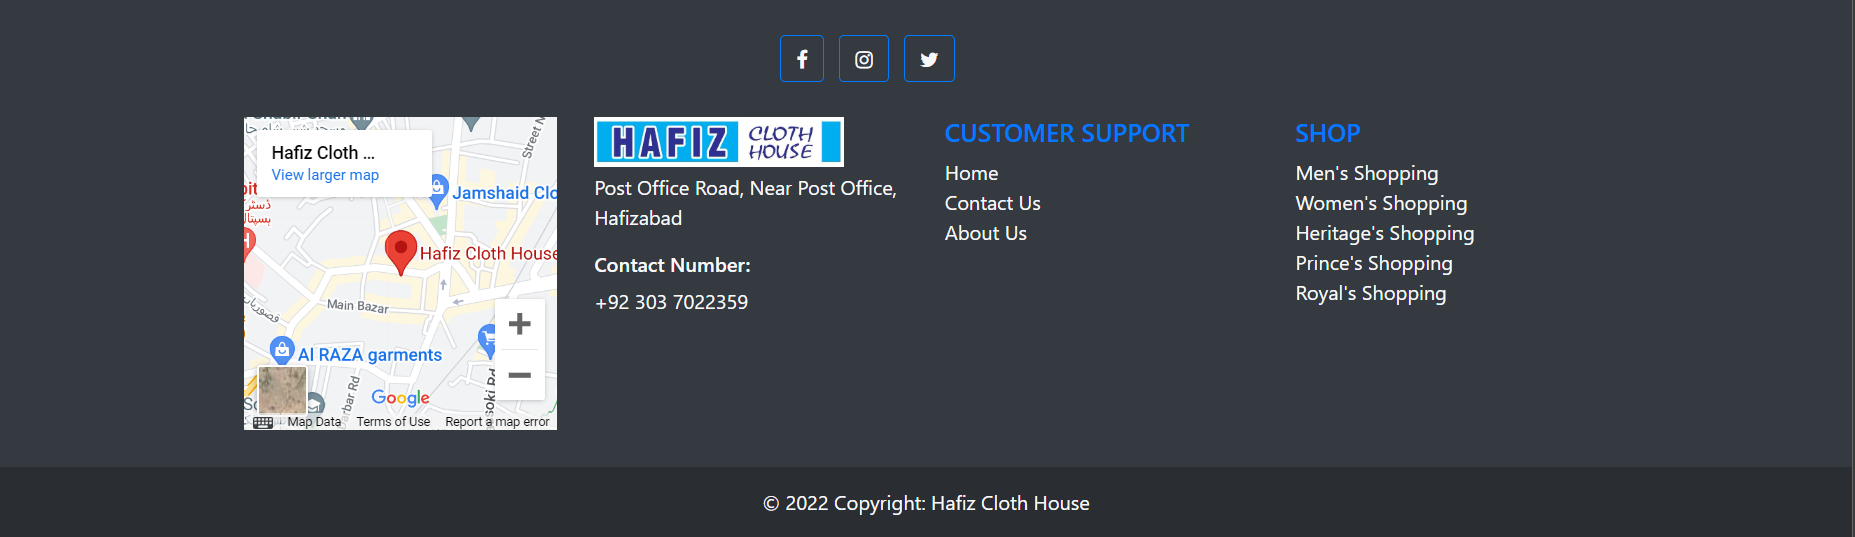 Hafiz Cloth ...
View larger map
Street N
Jamshaid Clo
ڈسٹر
ہسپتال
Hafiz Cloth House
Main Bazar
Al RAZA garments
Google
Map Data
Terms of Use
Report a map error
HAFIZ CLOTH HOUSE
Post Office Road, Near Post Office,
Hafizabad
Contact Number:
+92 303 7022359
CUSTOMER SUPPORT
Home
Contact Us
About Us
SHOP
Men's Shopping
Women's Shopping
Heritage's Shopping
Prince's Shopping
Royal's Shopping
© 2022 Copyright: Hafiz Cloth House